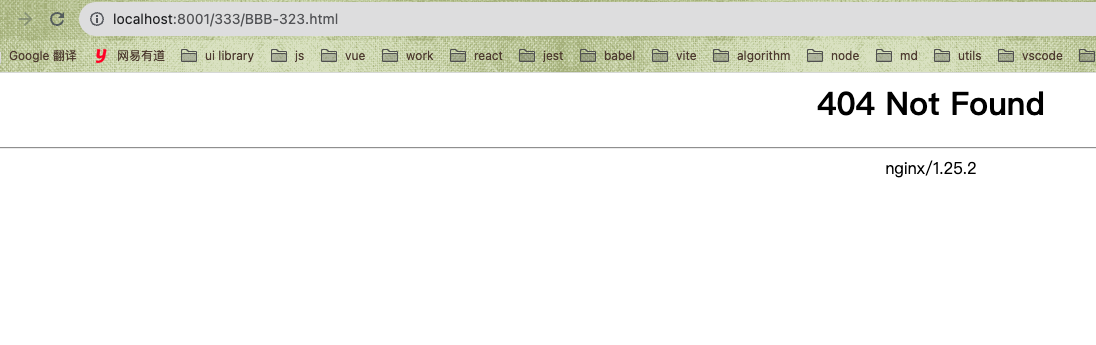 localhost:8001/333/BBB-323.html
Google 翻译 网易有道 ui library js vue work react jest babel vite algorithm node md utils vscode
404 Not Found
nginx/1.25.2